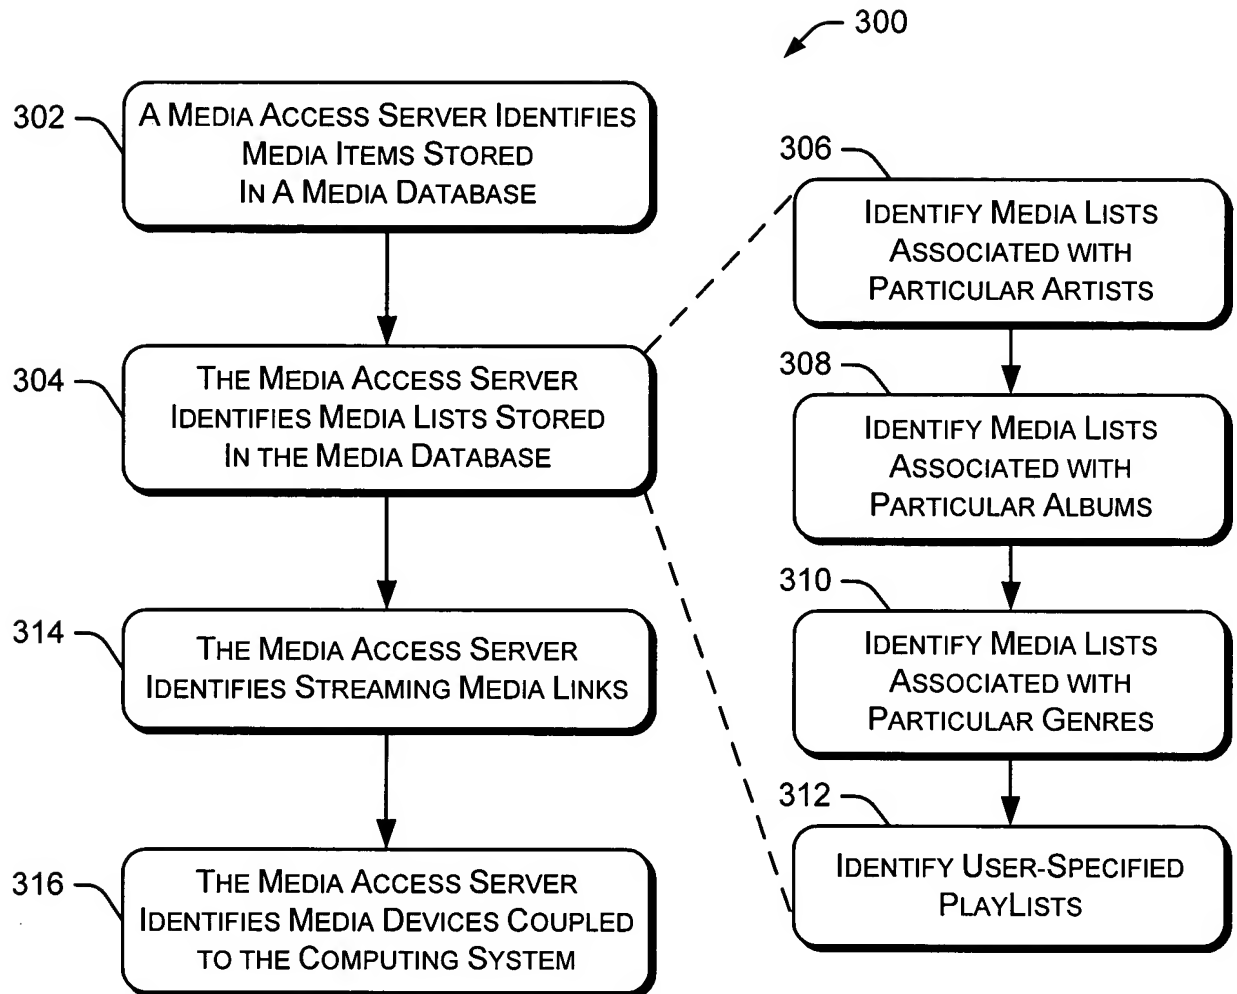 300
302
A MEDIA ACCESS SERVER IDENTIFIES
MEDIA ITEMS STORED
IN A MEDIA DATABASE
304
THE MEDIA ACCESS SERVER
IDENTIFIES MEDIA LISTS STORED
IN THE MEDIA DATABASE
306
IDENTIFY MEDIA LISTS
ASSOCIATED WITH
PARTICULAR ARTISTS
308
IDENTIFY MEDIA LISTS
ASSOCIATED WITH
PARTICULAR ALBUMS
310
IDENTIFY MEDIA LISTS
ASSOCIATED WITH
PARTICULAR GENRES
312
IDENTIFY USER-SPECIFIED
PLAYLISTS
314
THE MEDIA ACCESS SERVER
IDENTIFIES STREAMING MEDIA LINKS
316
THE MEDIA ACCESS SERVER
IDENTIFIES MEDIA DEVICES COUPLED
TO THE COMPUTING SYSTEM